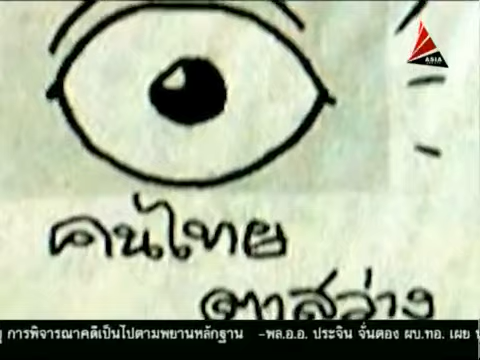 ASIA
คนไทย
ตาสว่าง
การพิจารณาคดีเป็นไปตามพยานหลักฐาน -พล.อ.อ. ประจิน จั่นตอง ผบ.ทอ. เผย